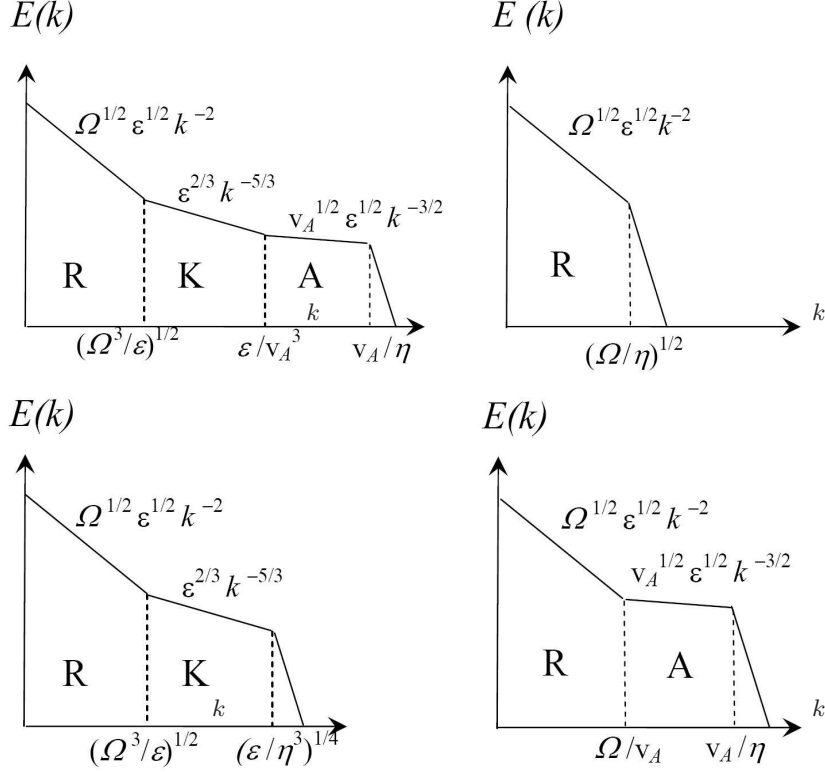 E(k)
Ω^{1/2} ε^{1/2} k^{−2}
ε^{2/3} k^{−5/3}
v_A^{1/2} ε^{1/2} k^{−3/2}
R K A
k
(Ω^3/ε)^{1/2} ε/v_A^3 v_A/η
E (k)
Ω^{1/2} ε^{1/2} k^{−2}
R
k
(Ω/η)^{1/2}
E(k)
Ω^{1/2} ε^{1/2} k^{−2}
ε^{2/3} k^{−5/3}
R K
k
(Ω^3/ε)^{1/2} (ε/η^3)^{1/4}
E(k)
Ω^{1/2} ε^{1/2} k^{−2}
v_A^{1/2} ε^{1/2} k^{−3/2}
R A
k
Ω/v_A v_A/η